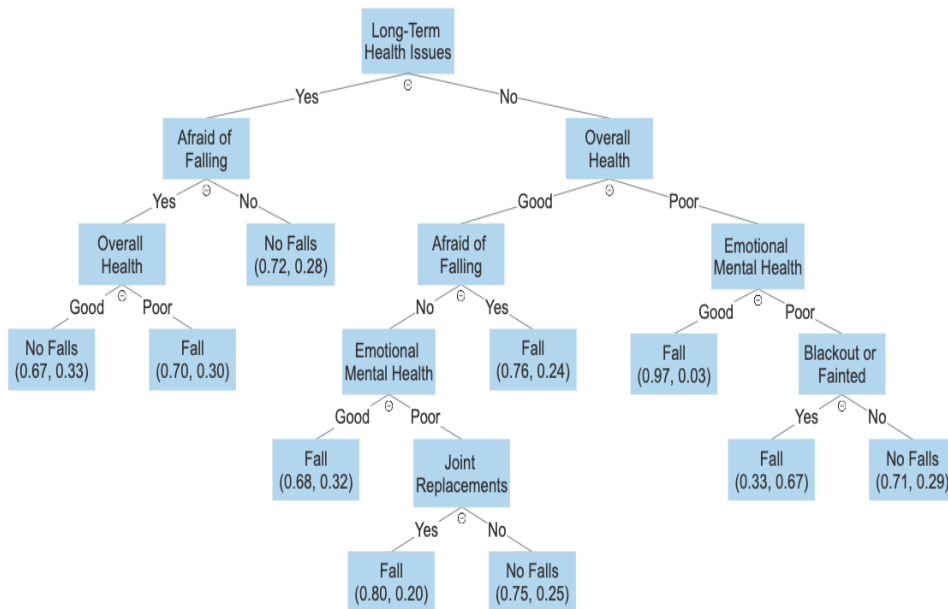 Long-Term
Health Issues
Yes
No
Afraid of
Falling
Overall
Health
Yes
No
Good
Poor
Overall
Health
No Falls
(0.72, 0.28)
Afraid of
Falling
Emotional
Mental Health
Good
Poor
No
Yes
Good
Poor
No Falls
(0.67, 0.33)
Fall
(0.70, 0.30)
Emotional
Mental Health
Fall
(0.76, 0.24)
Fall
(0.97, 0.03)
Blackout or
Fainted
Good
Poor
Yes
No
Fall
(0.68, 0.32)
Joint
Replacements
Fall
(0.33, 0.67)
No Falls
(0.71, 0.29)
Yes
No
Fall
(0.80, 0.20)
No Falls
(0.75, 0.25)